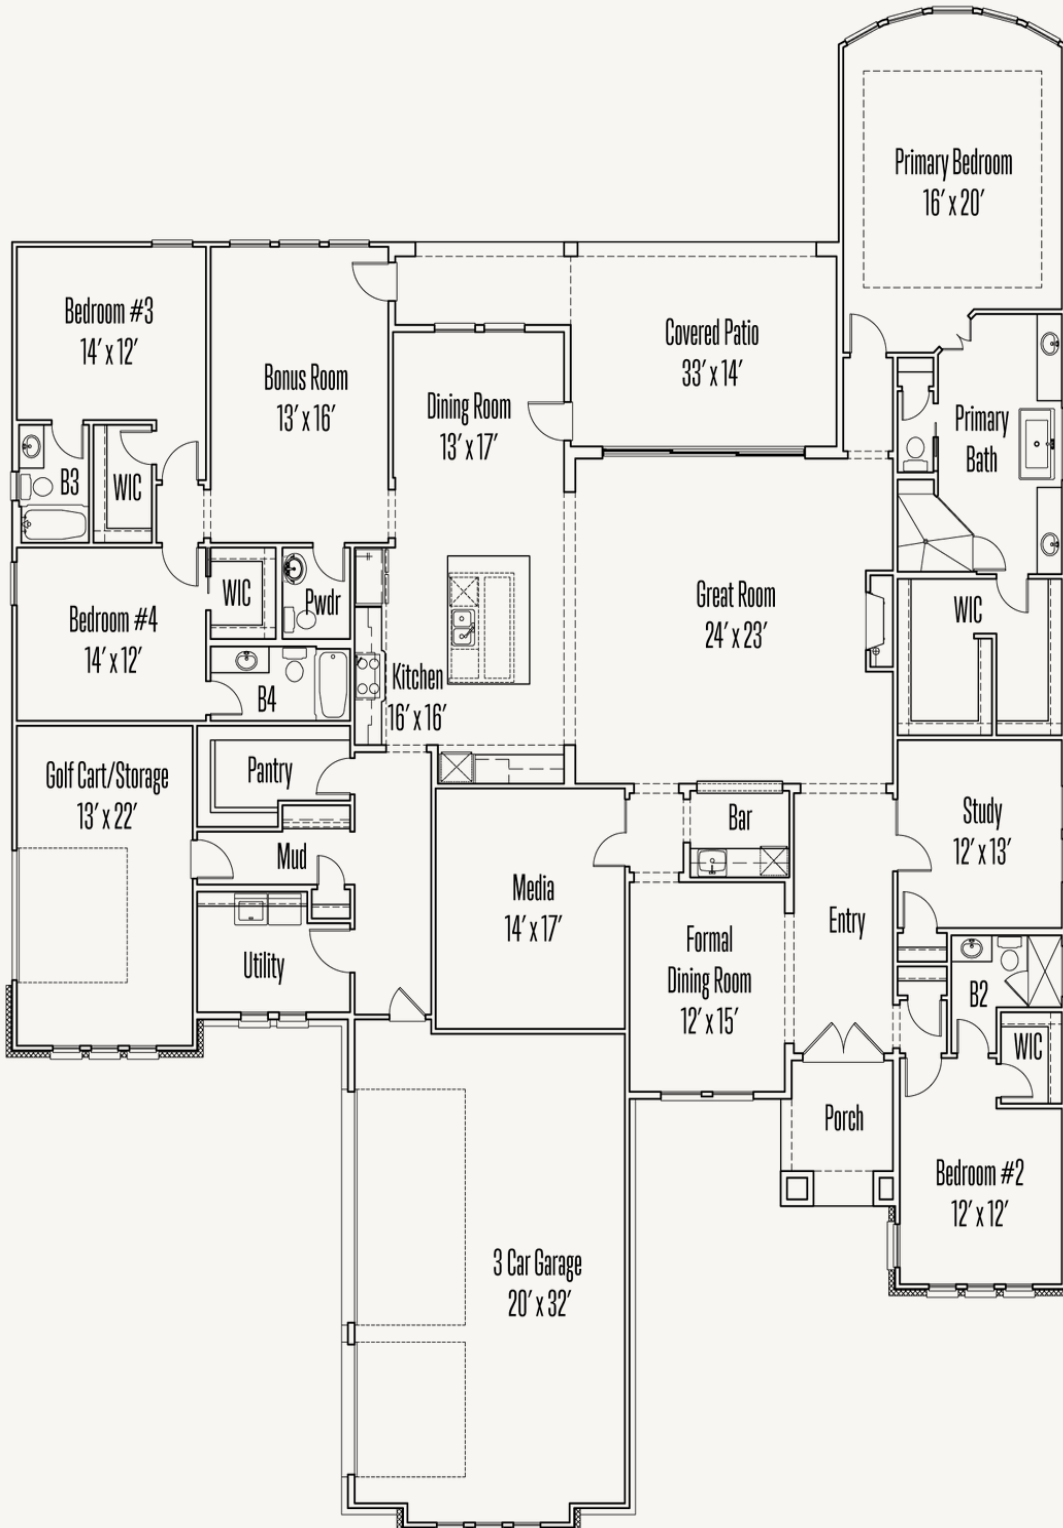 Primary Bedroom
16′ x 20′
Bedroom #3
14′ x 12′
Bonus Room
13′ x 16′
Dining Room
13′ x 17′
Covered Patio
33′ x 14′
Primary
Bath
B3
WIC
WIC
Pwdr
Bedroom #4
14′ x 12′
B4
Kitchen
16′ x 16′
Great Room
24′ x 23′
WIC
Golf Cart/Storage
13′ x 22′
Pantry
Mud
Utility
Media
14′ x 17′
Bar
Study
12′ x 13′
Formal
Dining Room
12′ x 15′
Entry
B2
WIC
Porch
Bedroom #2
12′ x 12′
3 Car Garage
20′ x 32′